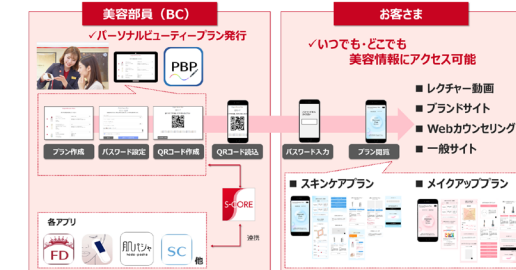 美容部員（BC）
✓パーソナルビューティープラン発行
PBP
プラン作成
パスワード設定
QRコード作成
QRコード読込
S-CORE
連携
各アプリ
FD
肌パシャ
SC
他
お客さま
✓いつでも・どこでも
美容情報にアクセス可能
パスワード入力
プラン閲覧
■ レクチャー動画
■ ブランドサイト
■ Webカウンセリング
■ 一般サイト
■ スキンケアプラン
■ メイクアッププラン